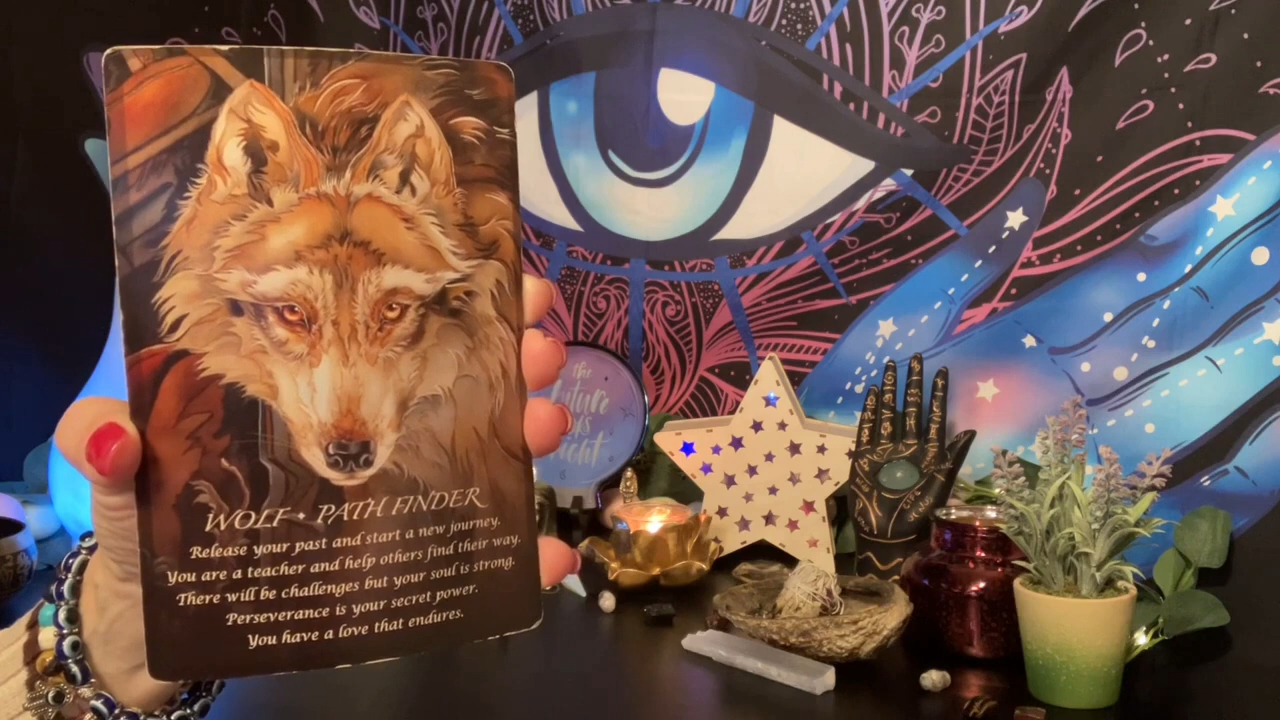 WOLF • PATH FINDER
Release your past and start a new journey.
You are a teacher and help others find their way.
There will be challenges but your soul is strong.
Perseverance is your secret power.
You have a love that endures.
the
future